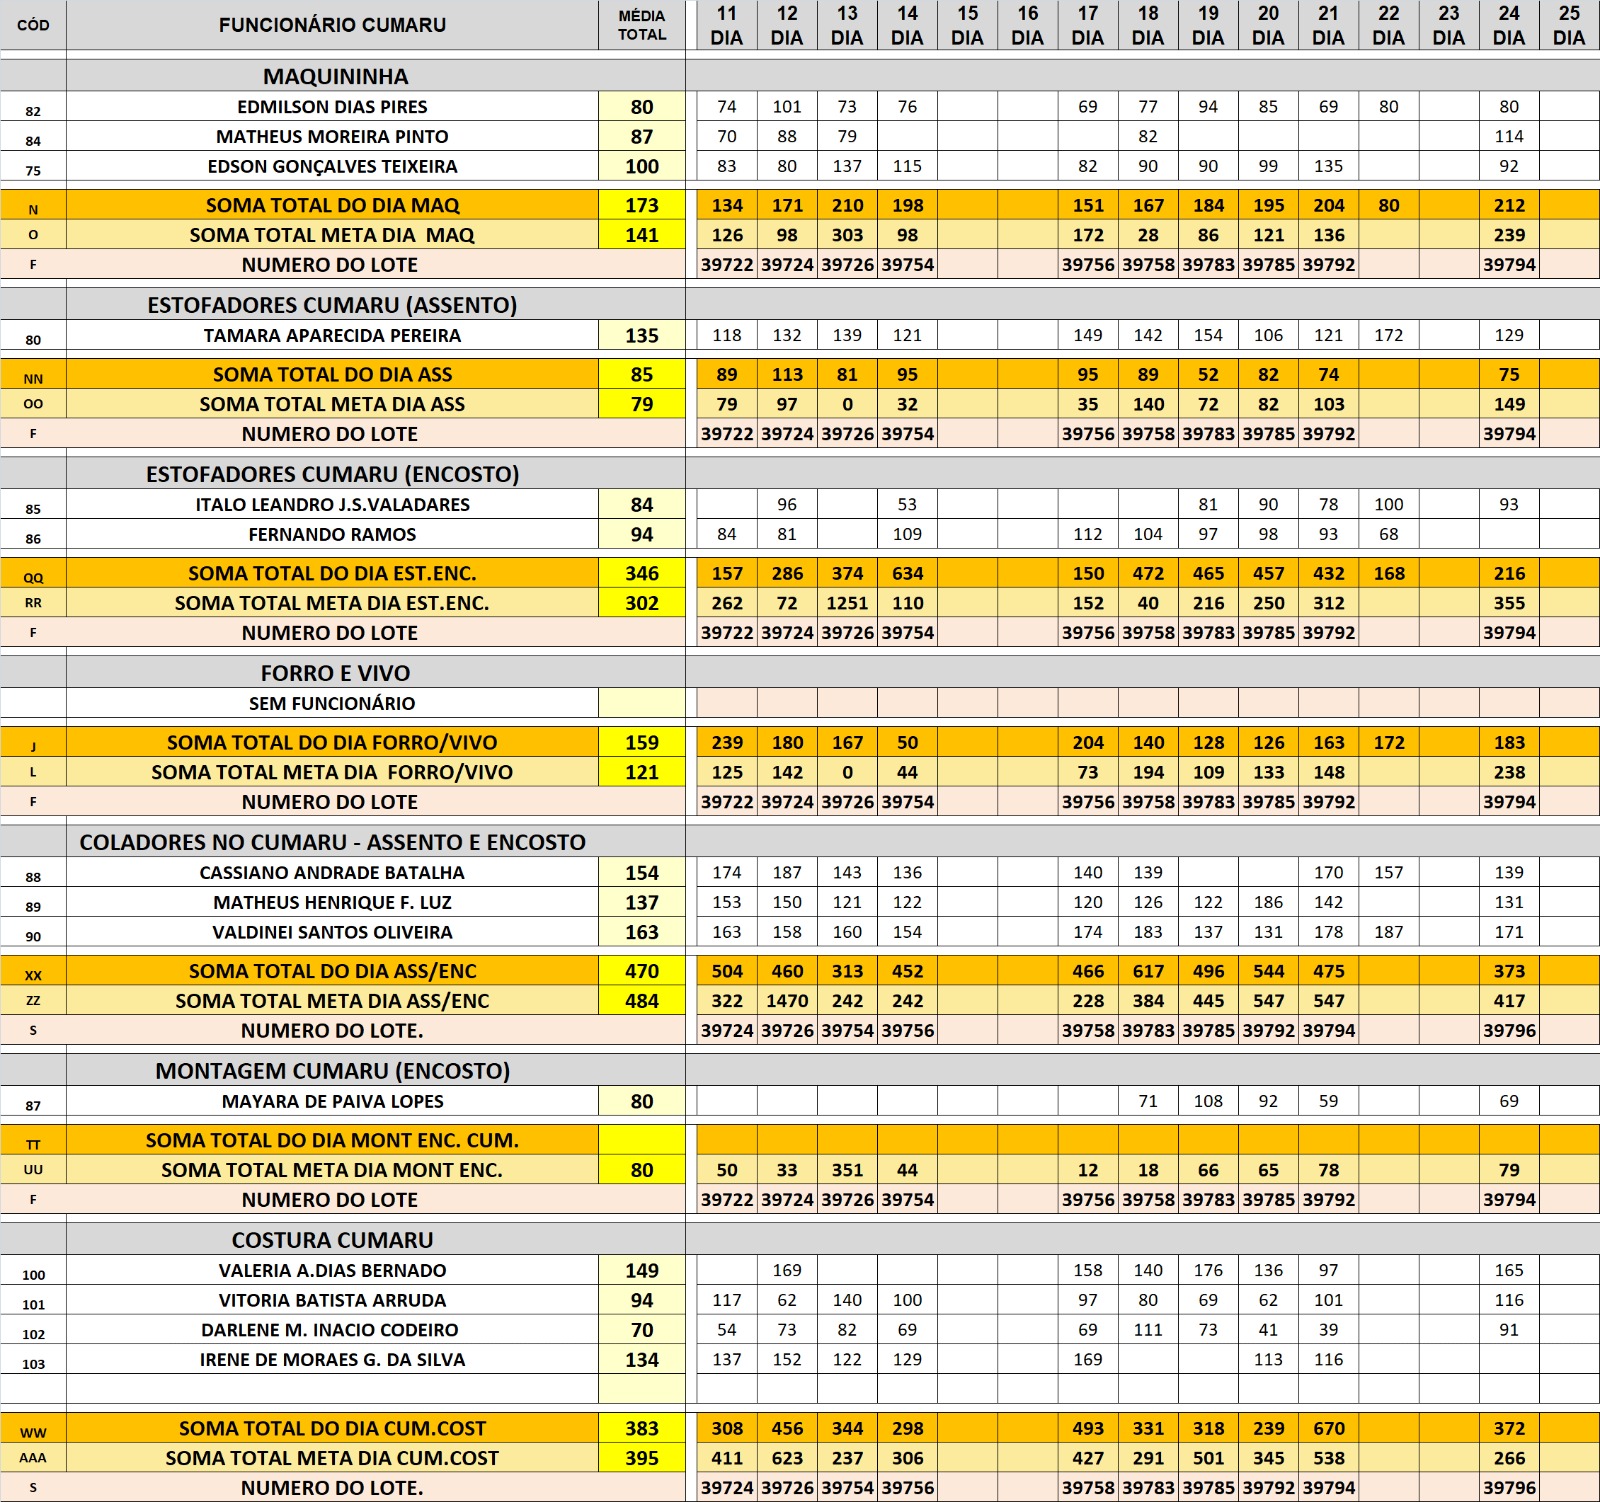 CÓD FUNCIONÁRIO CUMARU MÉDIA TOTAL 11 DIA 12 DIA 13 DIA 14 DIA 15 DIA 16 DIA 17 DIA 18 DIA 19 DIA 20 DIA 21 DIA 22 DIA 23 DIA 24 DIA 25 DIA
MAQUININHA
82 EDMILSON DIAS PIRES 80 74 101 73 76 69 77 94 85 69 80 80
84 MATHEUS MOREIRA PINTO 87 70 88 79 82 114
75 EDSON GONÇALVES TEIXEIRA 100 83 80 137 115 82 90 90 99 135 92
N SOMA TOTAL DO DIA MAQ 173 134 171 210 198 151 167 184 195 204 80 212
O SOMA TOTAL META DIA MAQ 141 126 98 303 98 172 28 86 121 136 239
F NUMERO DO LOTE 39722 39724 39726 39754 39756 39758 39783 39785 39792 39794
ESTOFADORES CUMARU (ASSENTO)
80 TAMARA APARECIDA PEREIRA 135 118 132 139 121 149 142 154 106 121 172 129
NN SOMA TOTAL DO DIA ASS 85 89 113 81 95 95 89 52 82 74 75
OO SOMA TOTAL META DIA ASS 79 79 97 0 32 35 140 72 82 103 149
F NUMERO DO LOTE 39722 39724 39726 39754 39756 39758 39783 39785 39792 39794
ESTOFADORES CUMARU (ENCOSTO)
85 ITALO LEANDRO J.S.VALADARES 84 96 53 81 90 78 100 93
86 FERNANDO RAMOS 94 84 81 109 112 104 97 98 93 68
QQ SOMA TOTAL DO DIA EST.ENC. 346 157 286 374 634 150 472 465 457 432 168 216
RR SOMA TOTAL META DIA EST.ENC. 302 262 72 1251 110 152 40 216 250 312 355
F NUMERO DO LOTE 39722 39724 39726 39754 39756 39758 39783 39785 39792 39794
FORRO E VIVO
SEM FUNCIONÁRIO
J SOMA TOTAL DO DIA FORRO/VIVO 159 239 180 167 50 204 140 128 126 163 172 183
L SOMA TOTAL META DIA FORRO/VIVO 121 125 142 0 44 73 194 109 133 148 238
F NUMERO DO LOTE 39722 39724 39726 39754 39756 39758 39783 39785 39792 39794
COLADORES NO CUMARU - ASSENTO E ENCOSTO
88 CASSIANO ANDRADE BATALHA 154 174 187 143 136 140 139 170 157 139
89 MATHEUS HENRIQUE F. LUZ 137 153 150 121 122 120 126 122 186 142 131
90 VALDINEI SANTOS OLIVEIRA 163 163 158 160 154 174 183 137 131 178 187 171
XX SOMA TOTAL DO DIA ASS/ENC 470 504 460 313 452 466 617 496 544 475 373
ZZ SOMA TOTAL META DIA ASS/ENC 484 322 1470 242 242 228 384 445 547 547 417
S NUMERO DO LOTE. 39724 39726 39754 39756 39758 39783 39785 39792 39794 39796
MONTAGEM CUMARU (ENCOSTO)
87 MAYARA DE PAIVA LOPES 80 71 108 92 59 69
TT SOMA TOTAL DO DIA MONT ENC. CUM.
UU SOMA TOTAL META DIA MONT ENC. 80 50 33 351 44 12 18 66 65 78 79
F NUMERO DO LOTE 39722 39724 39726 39754 39756 39758 39783 39785 39792 39794
COSTURA CUMARU
100 VALERIA A.DIAS BERNADO 149 169 158 140 176 136 97 165
101 VITORIA BATISTA ARRUDA 94 117 62 140 100 97 80 69 62 101 116
102 DARLENE M. INACIO CODEIRO 70 54 73 82 69 69 111 73 41 39 91
103 IRENE DE MORAES G. DA SILVA 134 137 152 122 129 169 113 116
WW SOMA TOTAL DO DIA CUM.COST 383 308 456 344 298 493 331 318 239 670 372
AAA SOMA TOTAL META DIA CUM.COST 395 411 623 237 306 427 291 501 345 538 266
S NUMERO DO LOTE. 39724 39726 39754 39756 39758 39783 39785 39792 39794 39796